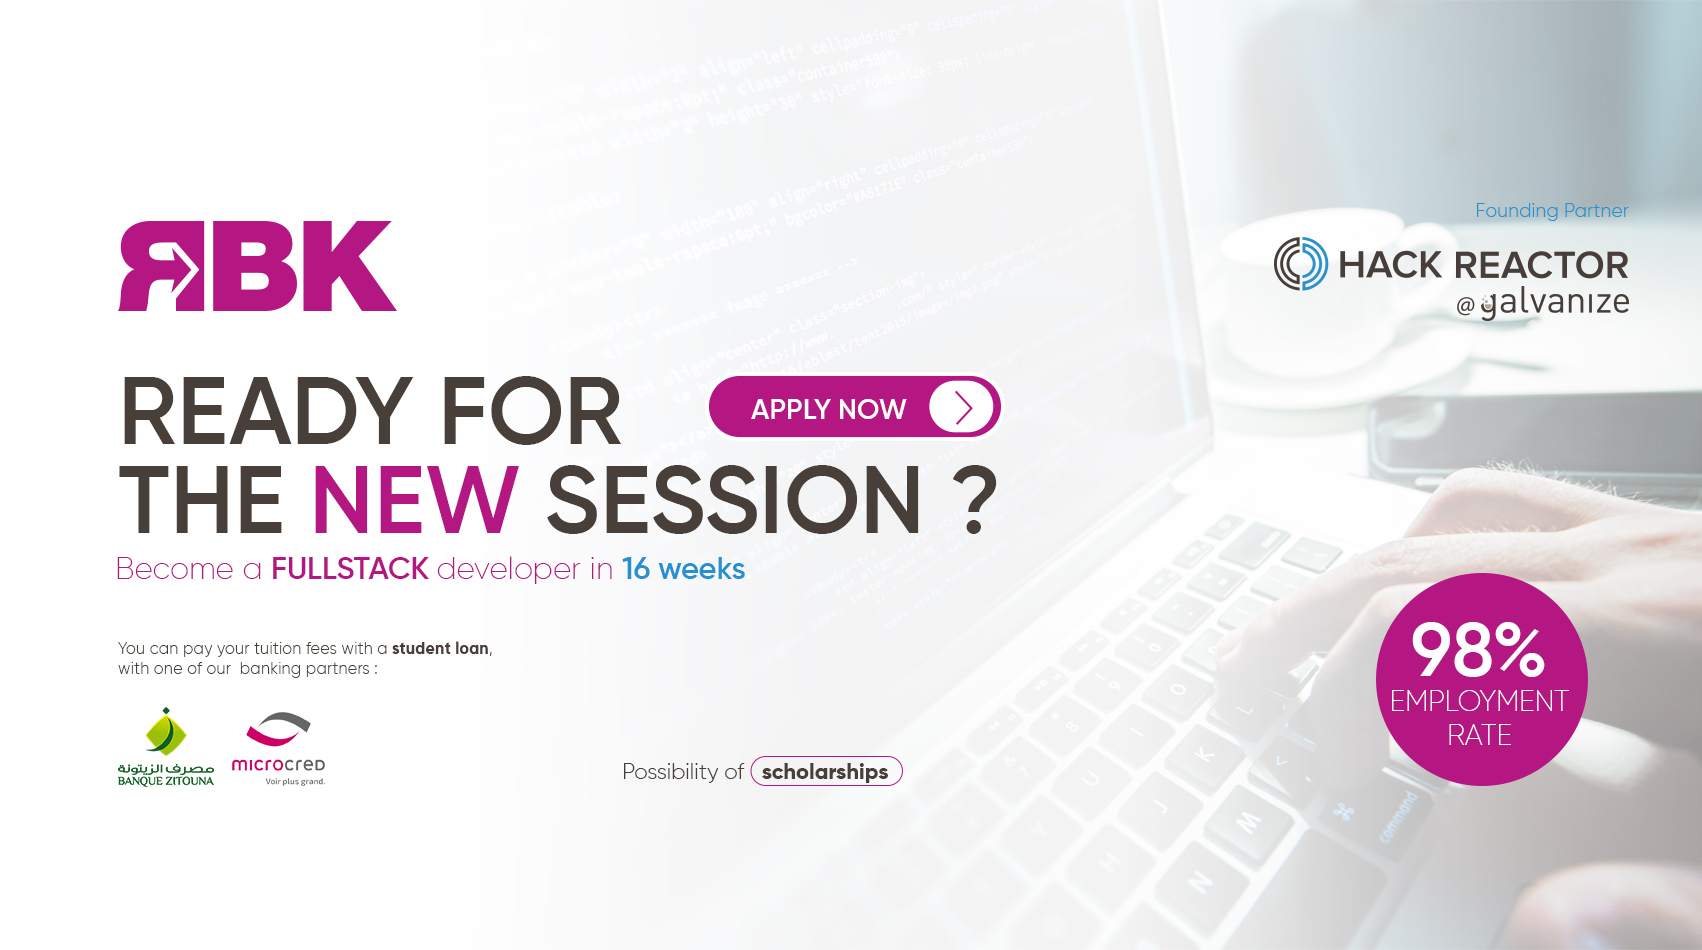 RBK
Founding Partner
HACK REACTOR
@ galvanize
READY FOR
APPLY NOW
THE NEW SESSION ?
Become a FULLSTACK developer in 16 weeks
You can pay your tuition fees with a student loan,
with one of our banking partners :
مصرف الزيتونة
BANQUE ZITOUNA
microcred
Voir plus grand.
Possibility of scholarships
98%
EMPLOYMENT
RATE
command